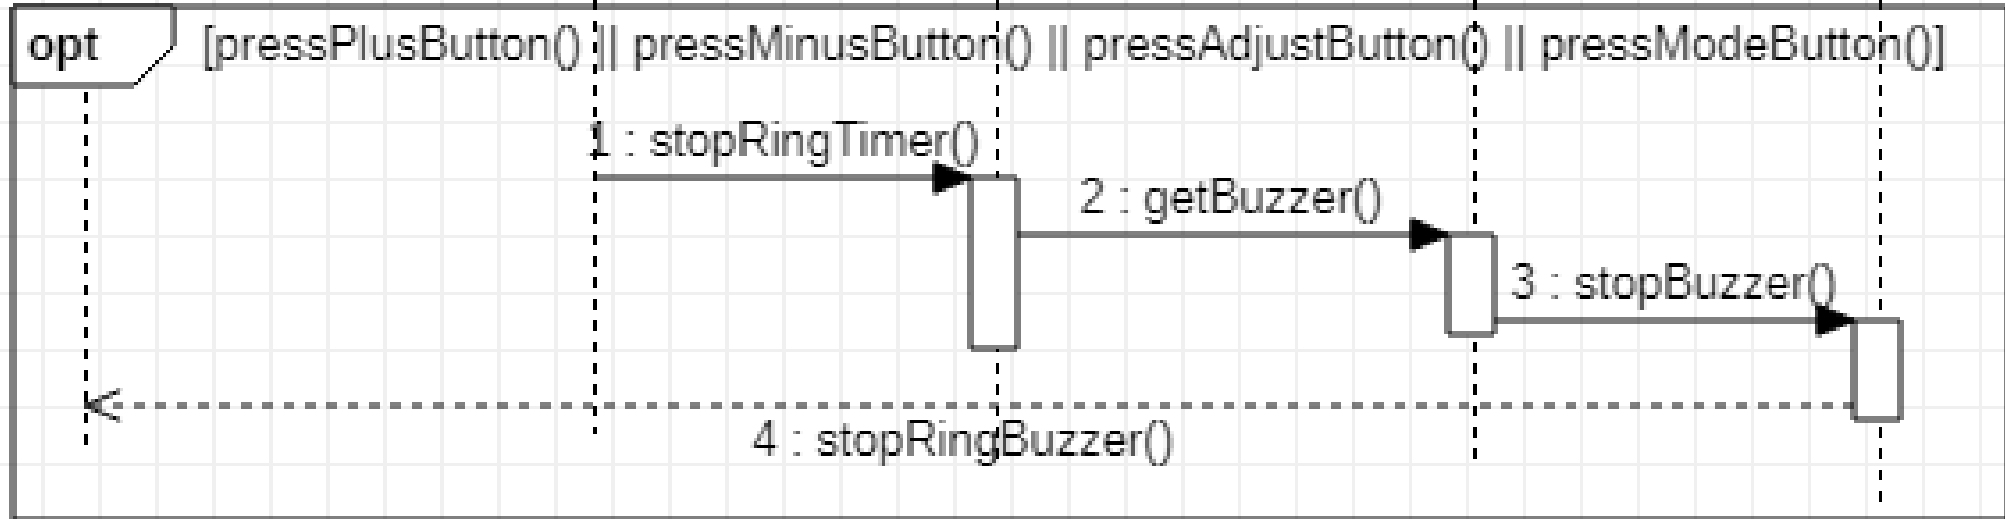 opt [pressPlusButton() || pressMinusButton() || pressAdjustButton() || pressModeButton()]
1 : stopRingTimer()
2 : getBuzzer()
3 : stopBuzzer()
4 : stopRingBuzzer()